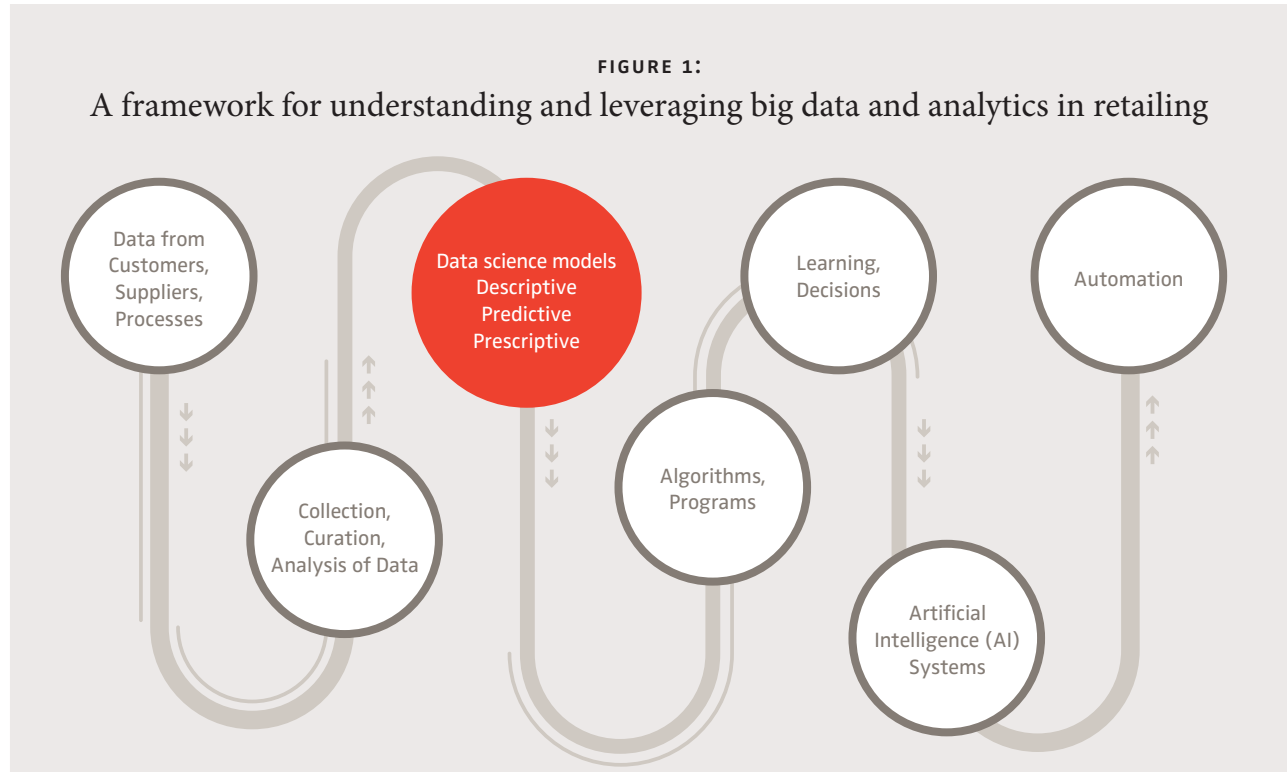 FIGURE 1:
A framework for understanding and leveraging big data and analytics in retailing
Data from
Customers,
Suppliers,
Processes
Collection,
Curation,
Analysis of Data
Data science models
Descriptive
Predictive
Prescriptive
Algorithms,
Programs
Learning,
Decisions
Artificial
Intelligence (AI)
Systems
Automation